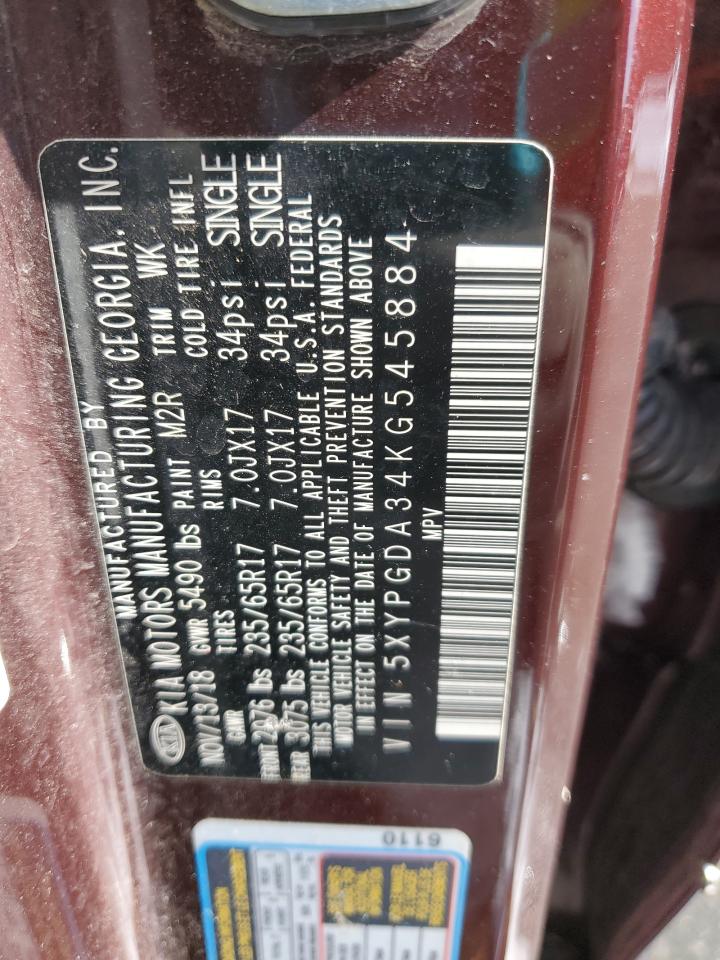 MANUFACTURED BY
KIA KIA MOTORS MANUFACTURING GEORGIA. INC.
NOV/13/18 GVWR 5490 lbs PAINT M2R TRIM WK
GAWR TIRES RIMS COLD TIRE INFL
FRONT 2976 lbs 235/65R17 7.0JX17 34psi SINGLE
REAR 3075 lbs 235/65R17 7.0JX17 34psi SINGLE
THIS VEHICLE CONFORMS TO ALL APPLICABLE U.S.A. FEDERAL
MOTOR VEHICLE SAFETY AND THEFT PREVENTION STANDARDS
IN EFFECT ON THE DATE OF MANUFACTURE SHOWN ABOVE
VIN:5XYPGDA34KG545884
MPV
6110